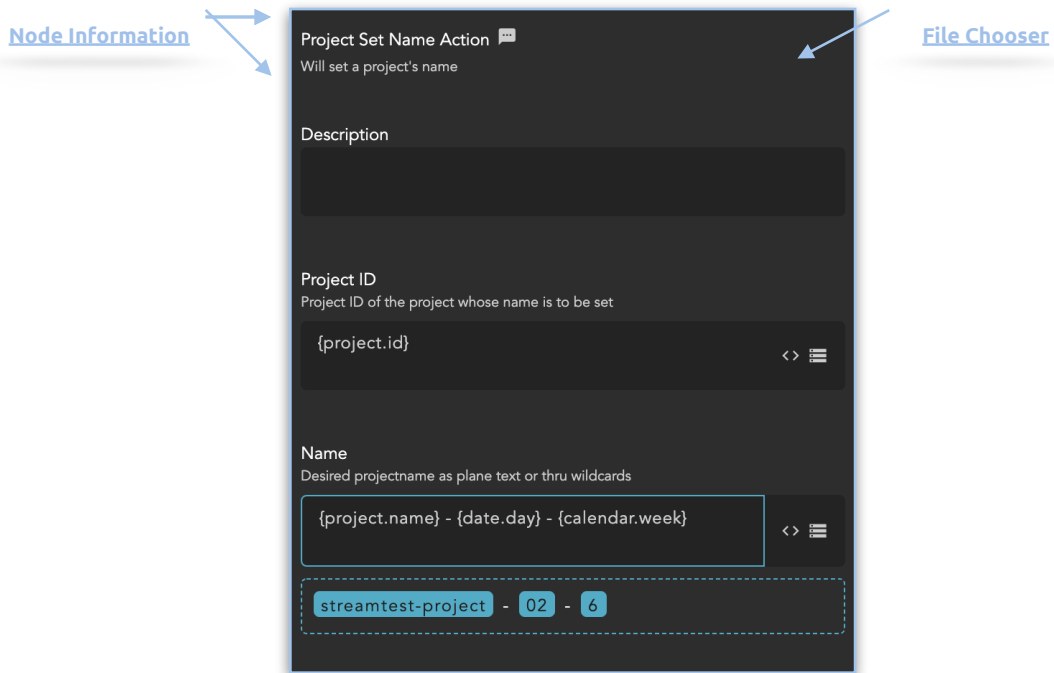 Node Information
File Chooser
Project Set Name Action
Will set a project's name
Description
Project ID
Project ID of the project whose name is to be set
{project.id}
<>
Name
Desired projectname as plane text or thru wildcards
{project.name} - {date.day} - {calendar.week}
<>
streamtest-project - 02 - 6